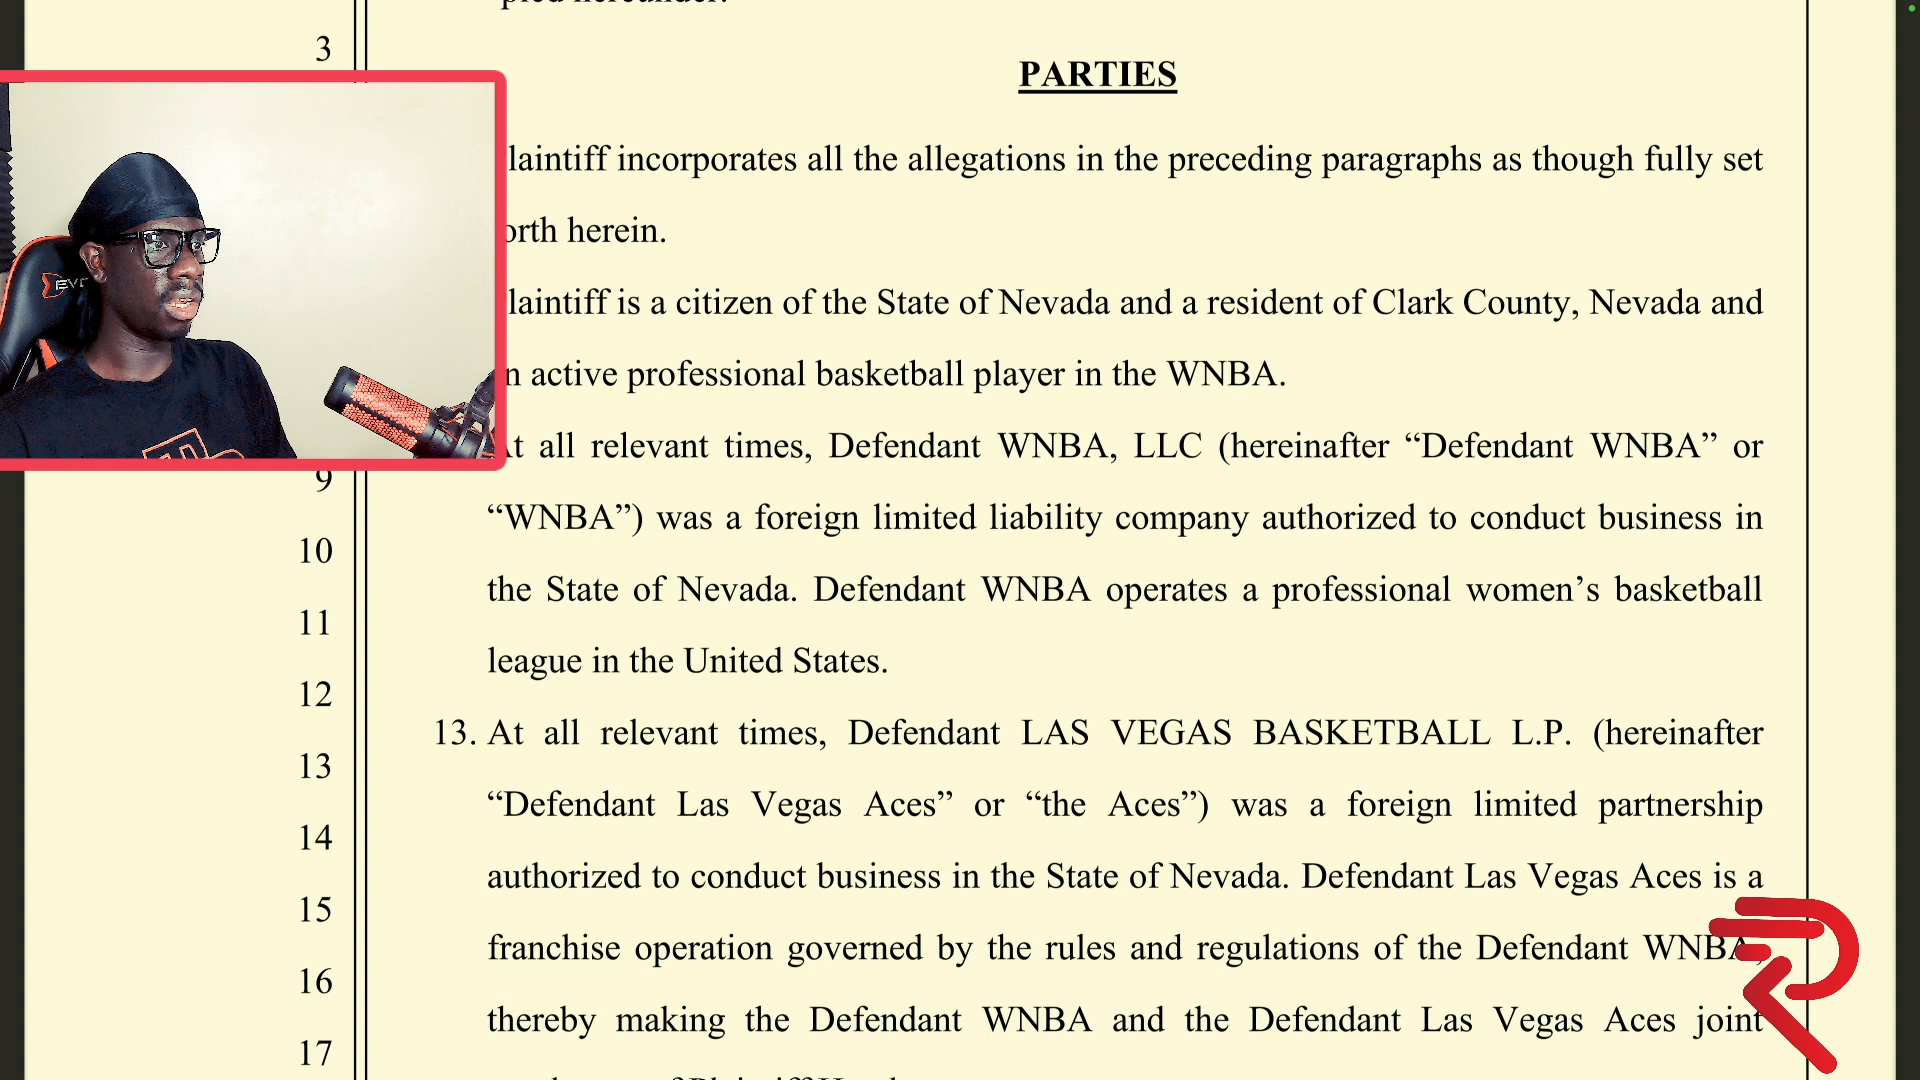 3
PARTIES
laintiff incorporates all the allegations in the preceding paragraphs as though fully set
orth herein.
laintiff is a citizen of the State of Nevada and a resident of Clark County, Nevada and
n active professional basketball player in the WNBA.
At all relevant times, Defendant WNBA, LLC (hereinafter “Defendant WNBA” or
9
“WNBA”) was a foreign limited liability company authorized to conduct business in
10
the State of Nevada. Defendant WNBA operates a professional women’s basketball
11
league in the United States.
12
13. At all relevant times, Defendant LAS VEGAS BASKETBALL L.P. (hereinafter
13
“Defendant Las Vegas Aces” or “the Aces”) was a foreign limited partnership
14
authorized to conduct business in the State of Nevada. Defendant Las Vegas Aces is a
15
franchise operation governed by the rules and regulations of the Defendant WNBA,
16
thereby making the Defendant WNBA and the Defendant Las Vegas Aces joint
17